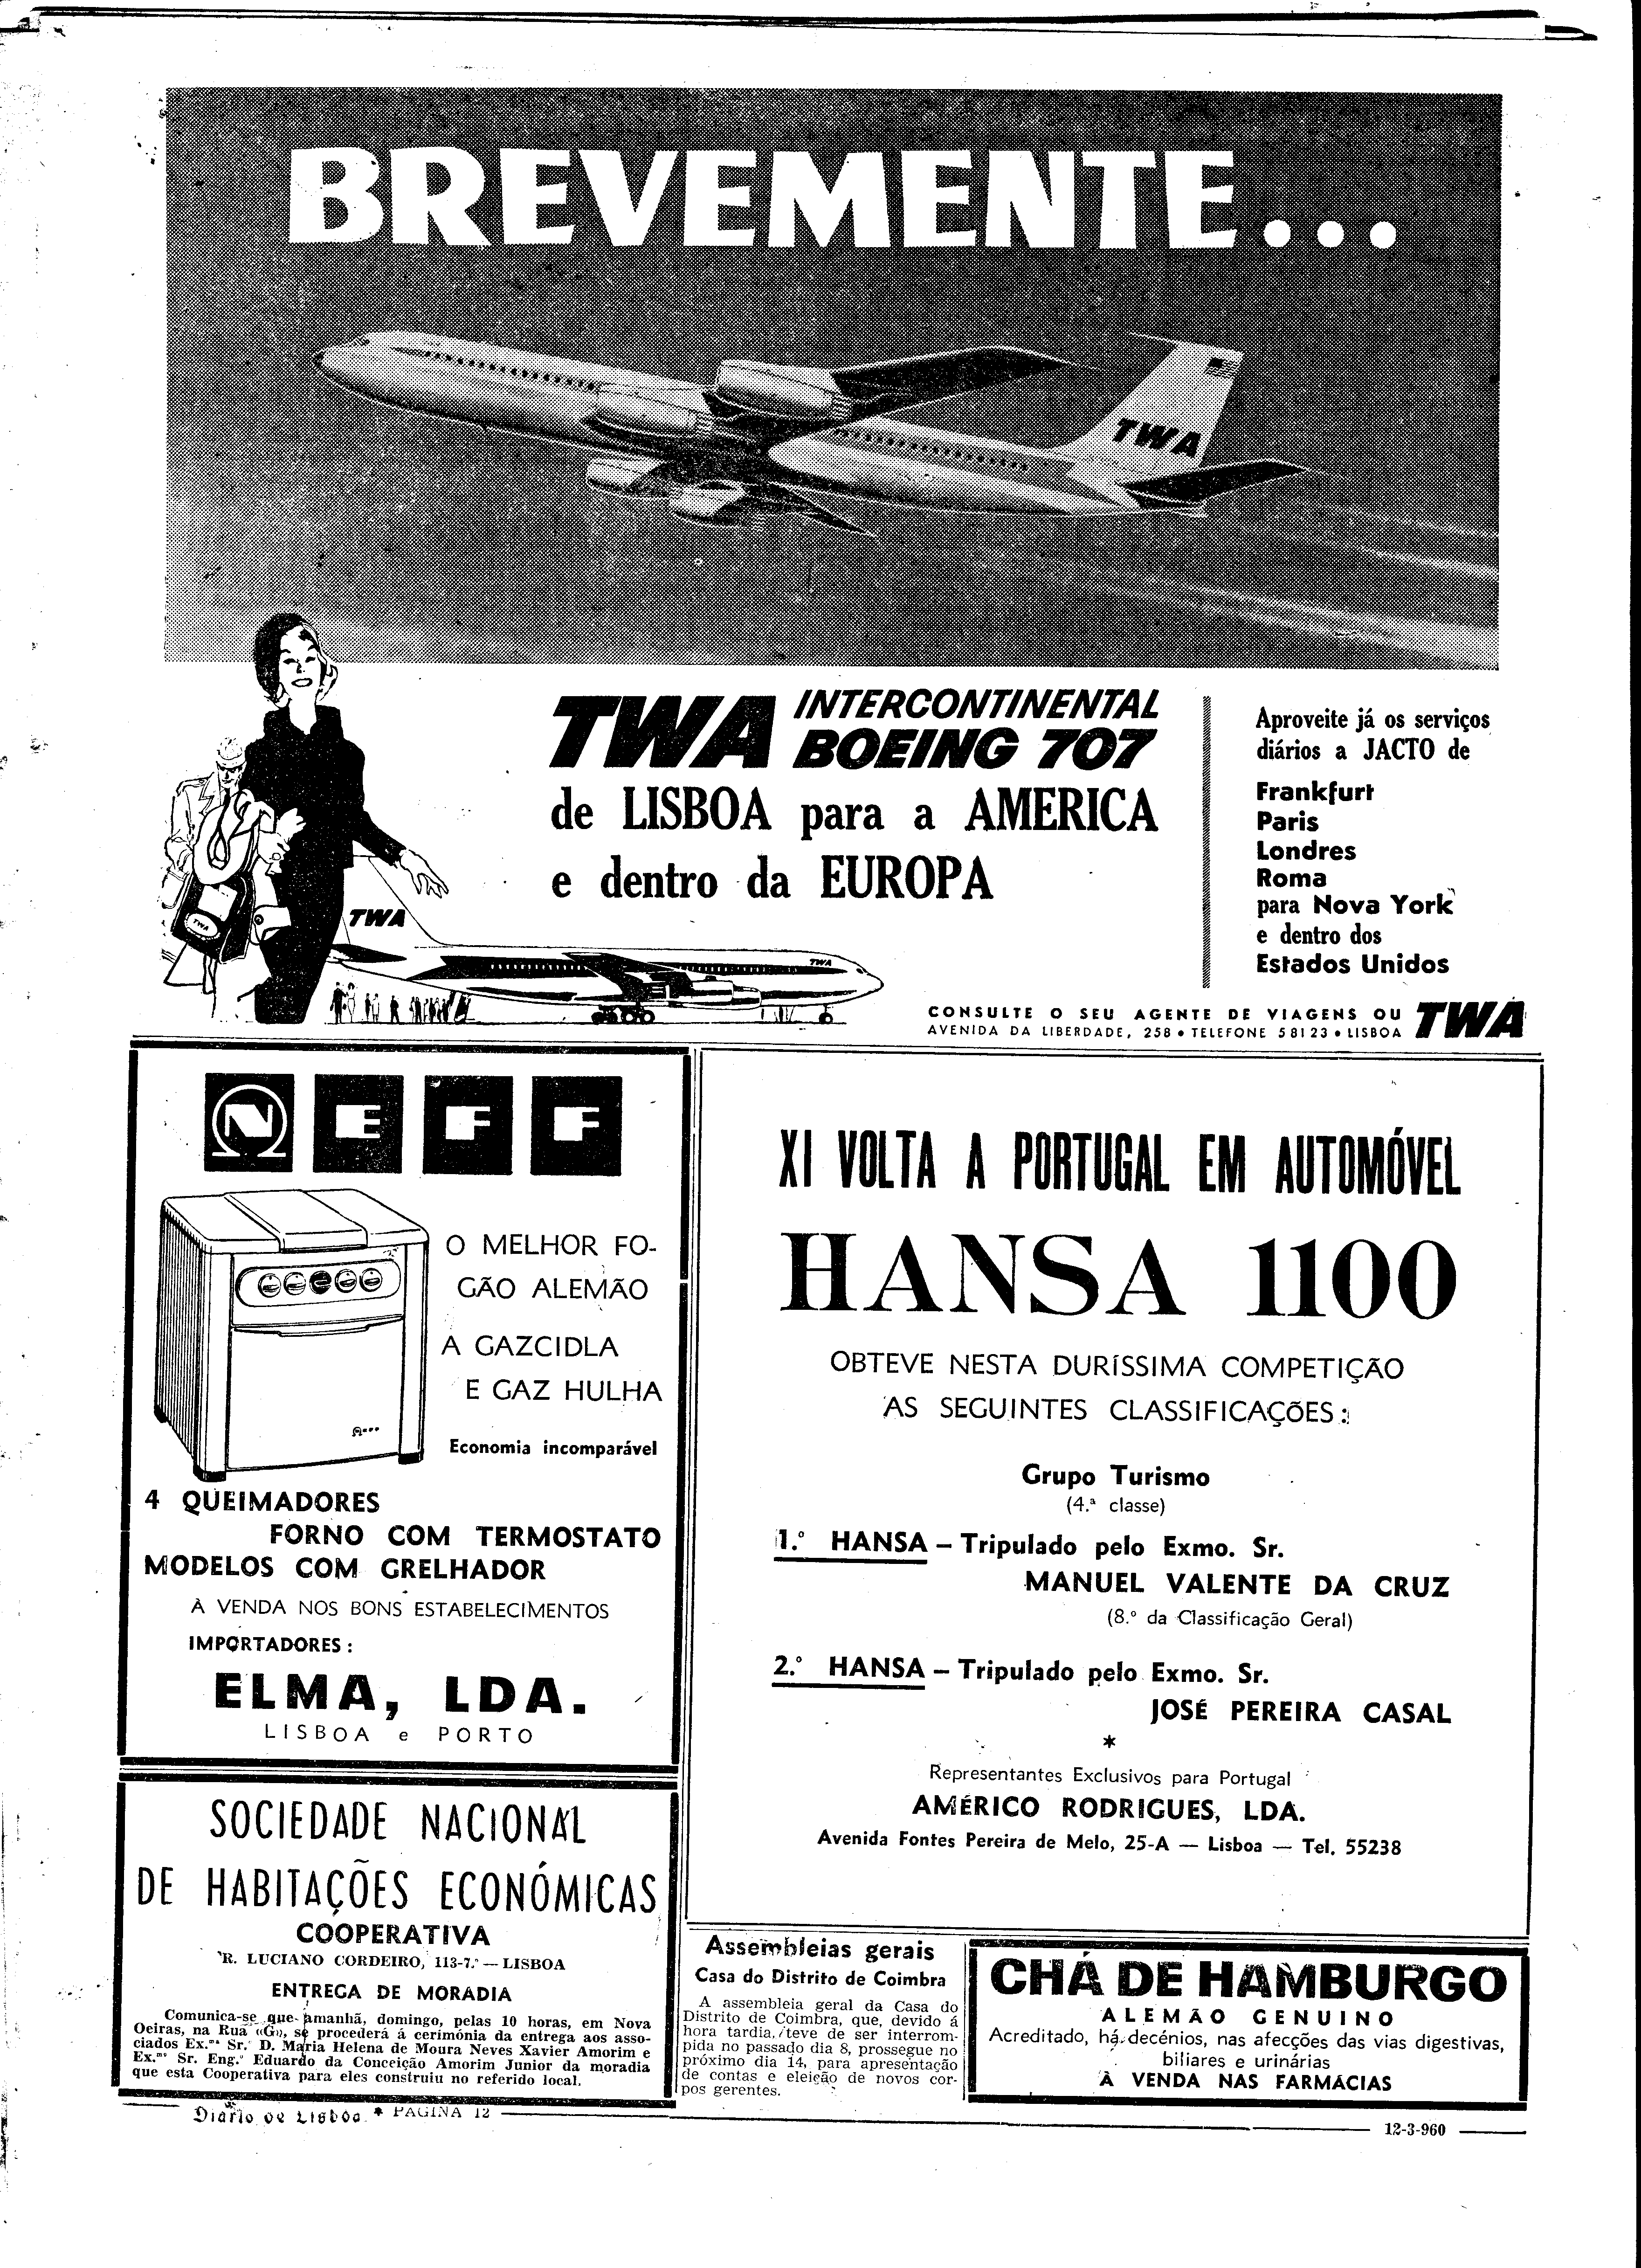 BREVEMENTE...
TWA
TWA INTERCONTINENTAL
BOEING 707
de LISBOA para a AMERICA
e dentro da EUROPA
Aproveite já os serviços
diários a JACTO de
Frankfurt
Paris
Londres
Roma
para Nova York
e dentro dos
Estados Unidos
TWA
TWA
TWA
CONSULTE O SEU AGENTE DE VIAGENS OU
AVENIDA DA LIBERDADE, 258 • TELEFONE 58123 • LISBOA
TWA
NEFF
O MELHOR FO-
GÃO ALEMÃO
A GAZCIDLA
E GAZ HULHA
Economia incomparável
4 QUEIMADORES
FORNO COM TERMOSTATO
MODELOS COM GRELHADOR
À VENDA NOS BONS ESTABELECIMENTOS
IMPORTADORES:
ELMA, LDA.
LISBOA e PORTO
XI VOLTA A PORTUGAL EM AUTOMÓVEL
HANSA 1100
OBTEVE NESTA DURÍSSIMA COMPETIÇÃO
AS SEGUINTES CLASSIFICAÇÕES:
Grupo Turismo
(4.ª classe)
1.º HANSA – Tripulado pelo Exmo. Sr.
MANUEL VALENTE DA CRUZ
(8.º da Classificação Geral)
2.º HANSA – Tripulado pelo Exmo. Sr.
JOSÉ PEREIRA CASAL
*
Representantes Exclusivos para Portugal
AMÉRICO RODRIGUES, LDA.
Avenida Fontes Pereira de Melo, 25-A — Lisboa — Tel. 55238
SOCIEDADE NACIONAL
DE HABITAÇÕES ECONÓMICAS
COOPERATIVA
R. LUCIANO CORDEIRO, 113-7.º — LISBOA
ENTREGA DE MORADIA
Comunica-se que amanhã, domingo, pelas 10 horas, em Nova
Oeiras, na Rua «G», se procederá á cerimónia da entrega aos asso-
ciados Ex.mª Sr.ª D. Maria Helena de Moura Neves Xavier Amorim e
Ex.mº Sr. Eng.º Eduardo da Conceição Amorim Junior da moradia
que esta Cooperativa para eles construiu no referido local.
Assembleias gerais
Casa do Distrito de Coimbra
A assembleia geral da Casa do
Distrito de Coimbra, que, devido á
hora tardia, teve de ser interrom-
pida no passado dia 8, prossegue no
próximo dia 14, para apresentação
de contas e eleição de novos cor-
pos gerentes.
CHÁ DE HAMBURGO
ALEMÃO GENUINO
Acreditado, há decénios, nas afecções das vias digestivas,
biliares e urinárias
À VENDA NAS FARMÁCIAS
Diário de Lisboa * PÁGINA 12
12-3-960